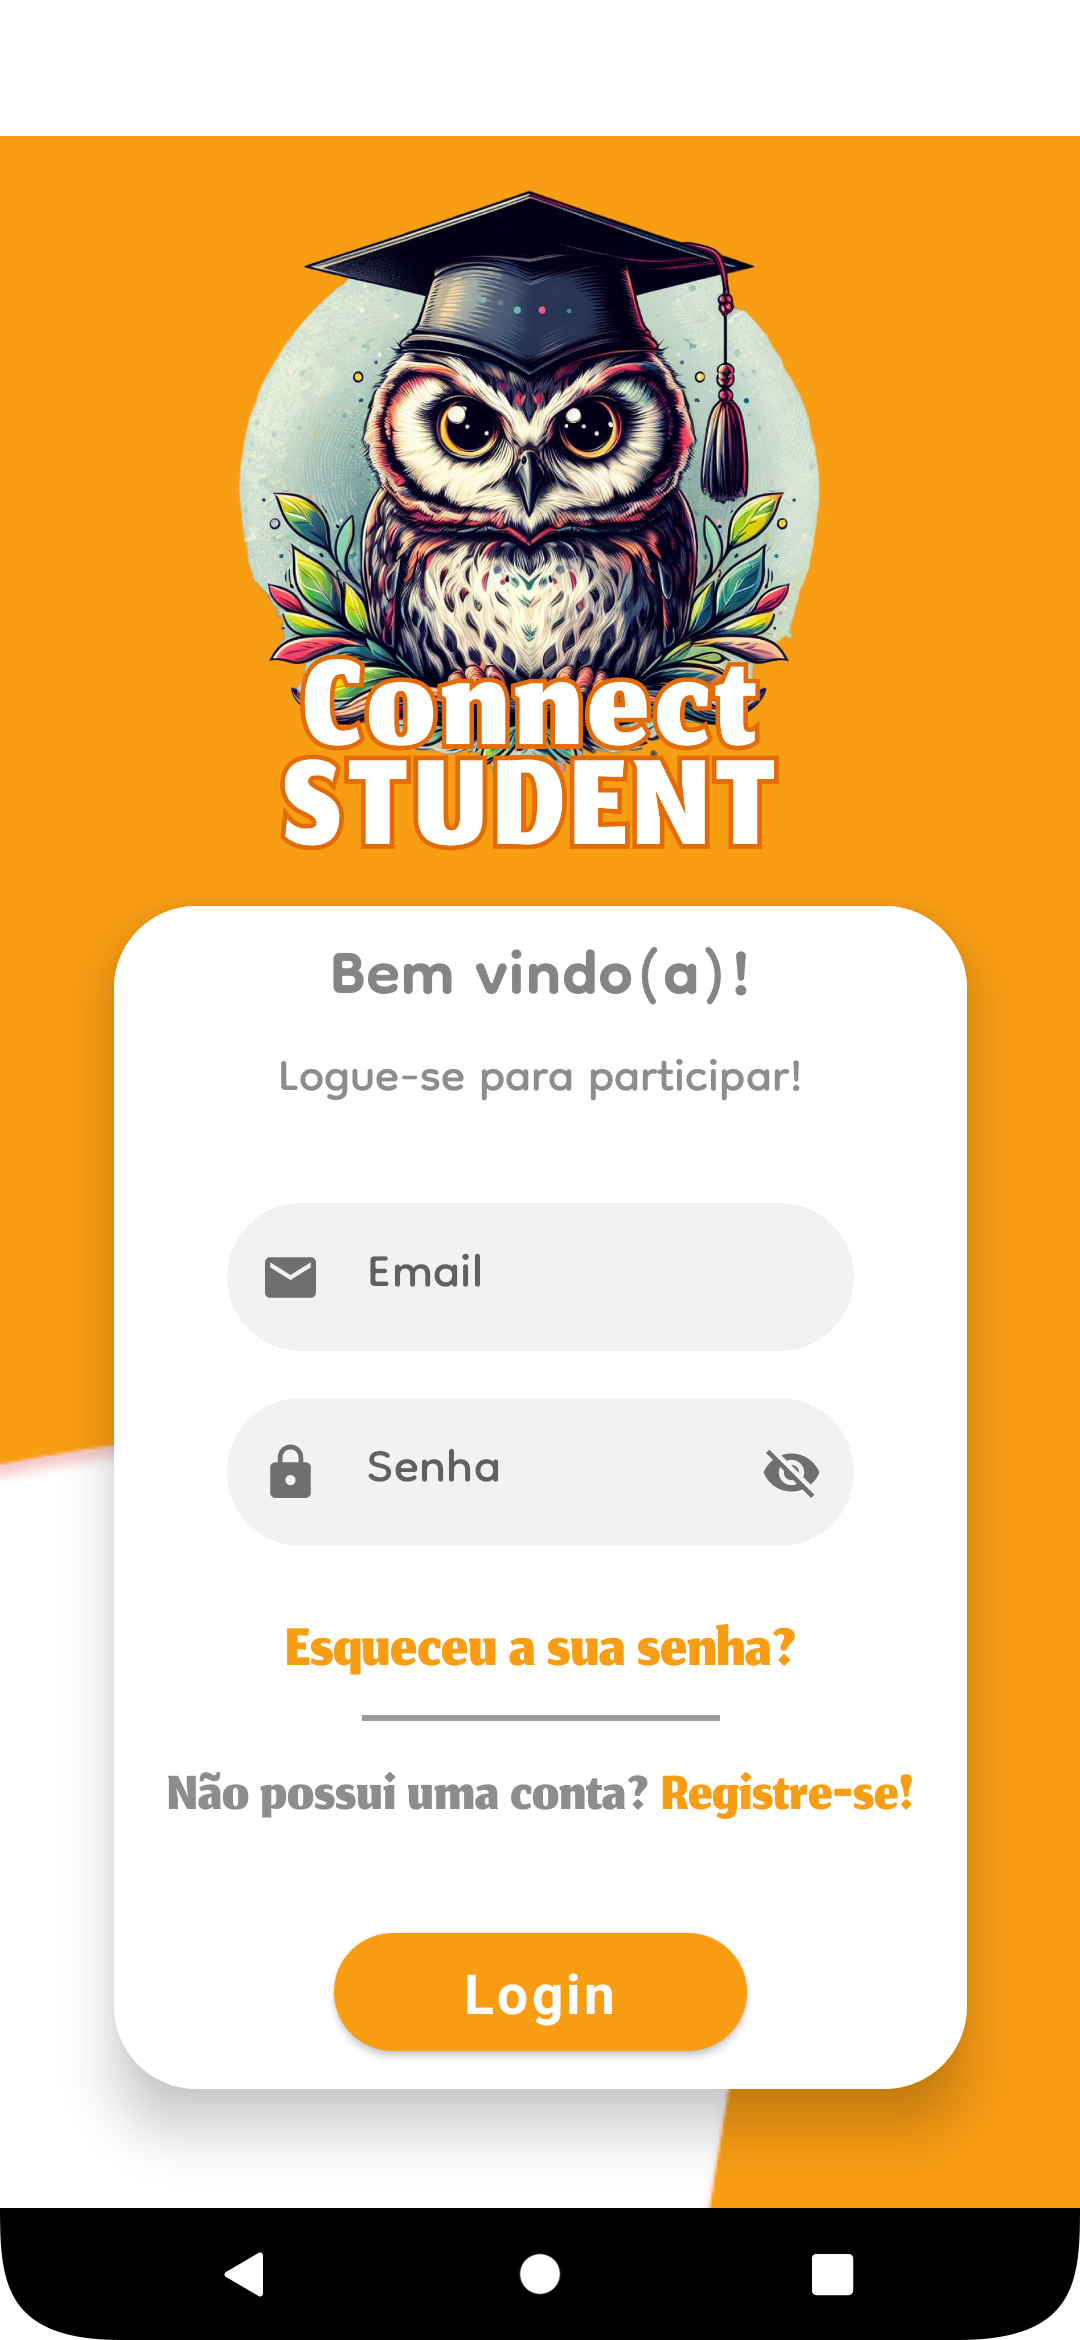 Connect
STUDENT
Bem vindo(a)!
Logue-se para participar!
Email
Senha
Esqueceu a sua senha?
Não possui uma conta? Registre-se!
Login